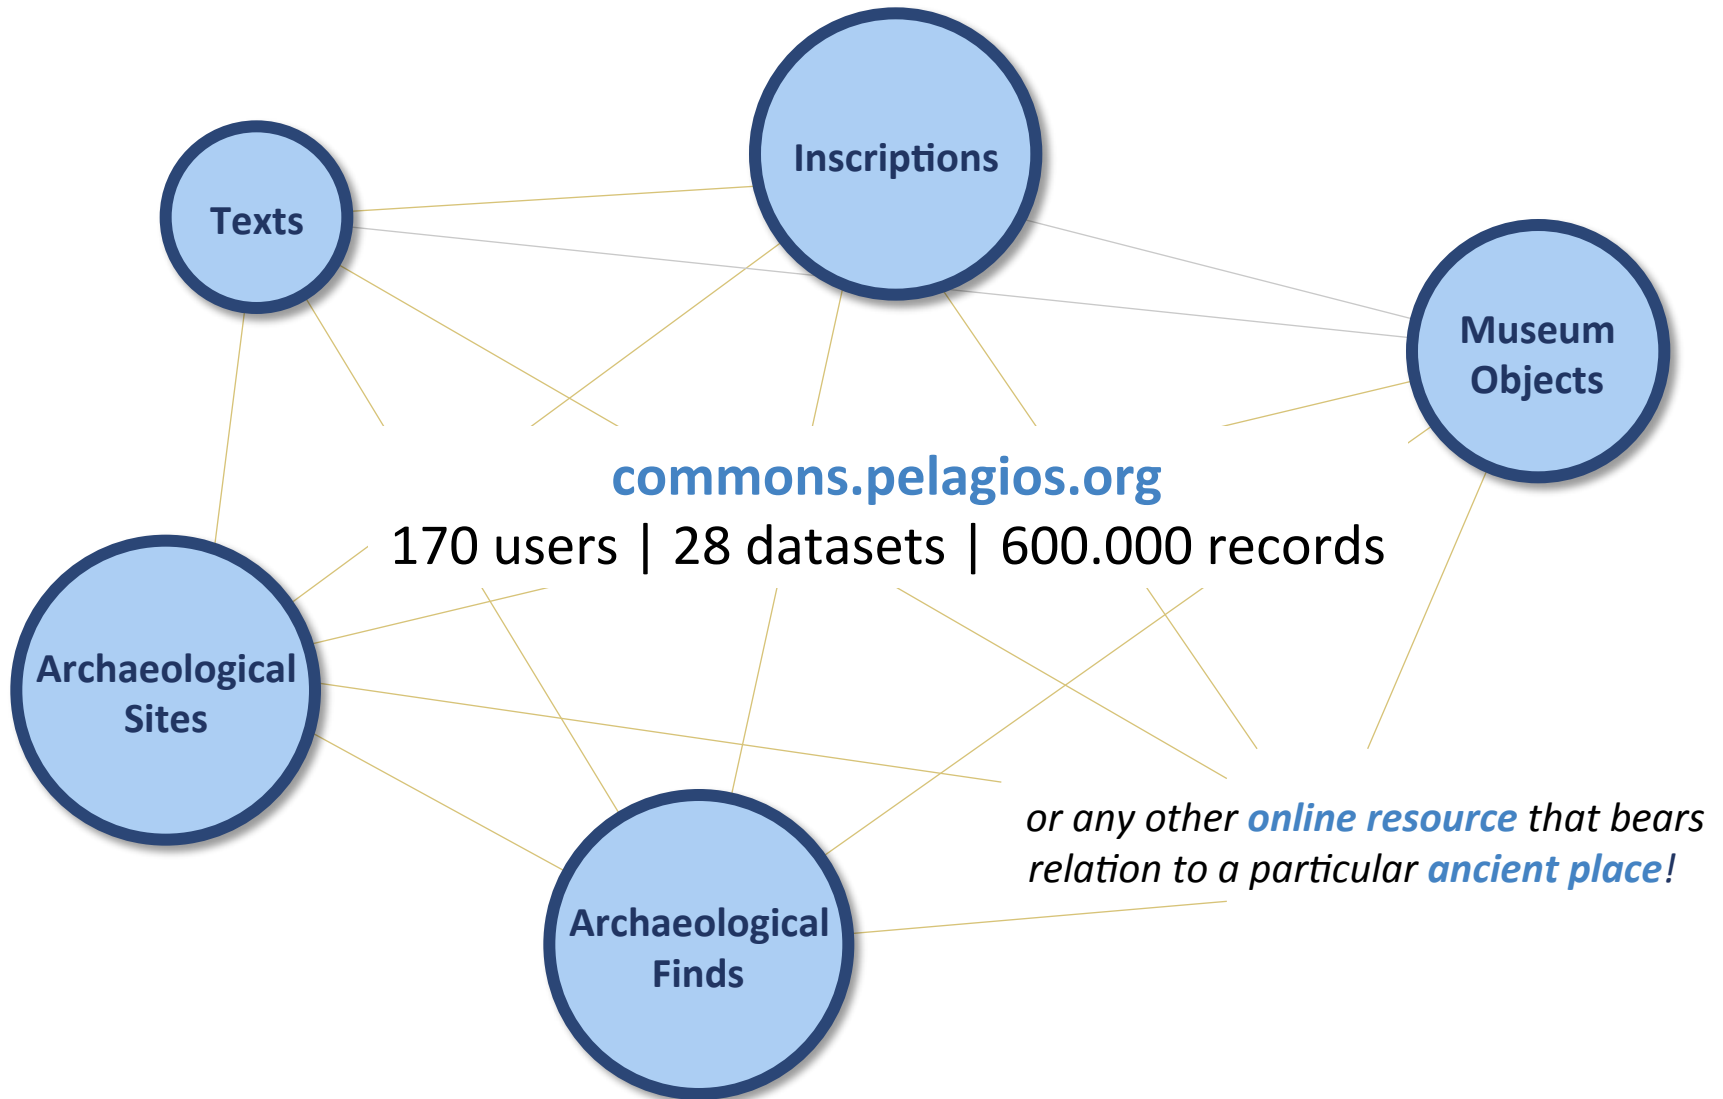 Inscriptions
Texts
Museum
Objects
commons.pelagios.org
170 users | 28 datasets | 600.000 records
Archaeological
Sites
or any other online resource that bears
relation to a particular ancient place!
Archaeological
Finds